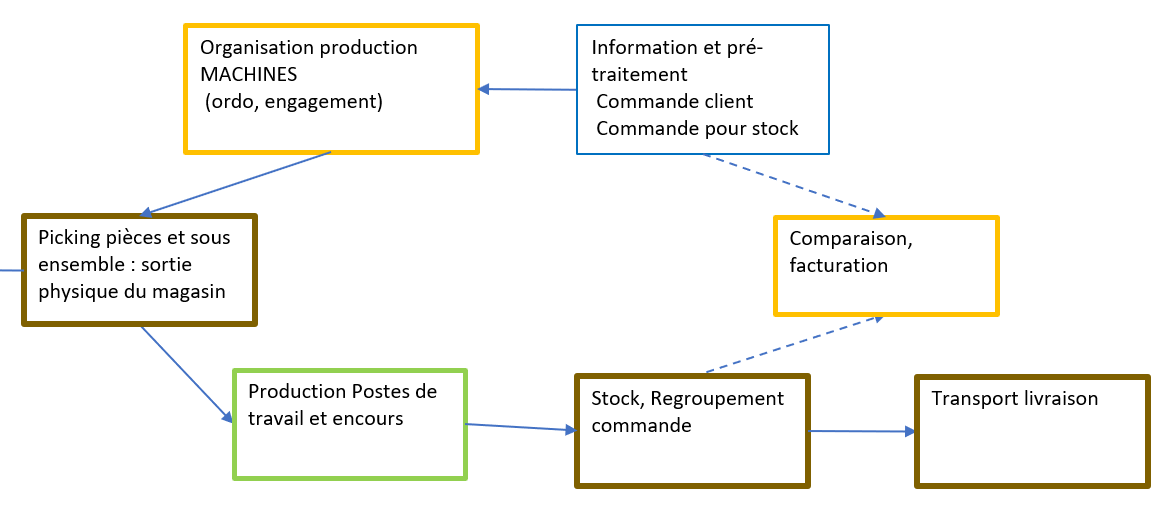 Organisation production
MACHINES
(ordo, engagement)
Information et pré-
traitement
Commande client
Commande pour stock
Picking pièces et sous
ensemble : sortie
physique du magasin
Comparaison,
facturation
Production Postes de
travail et encours
Stock, Regroupement
commande
Transport livraison